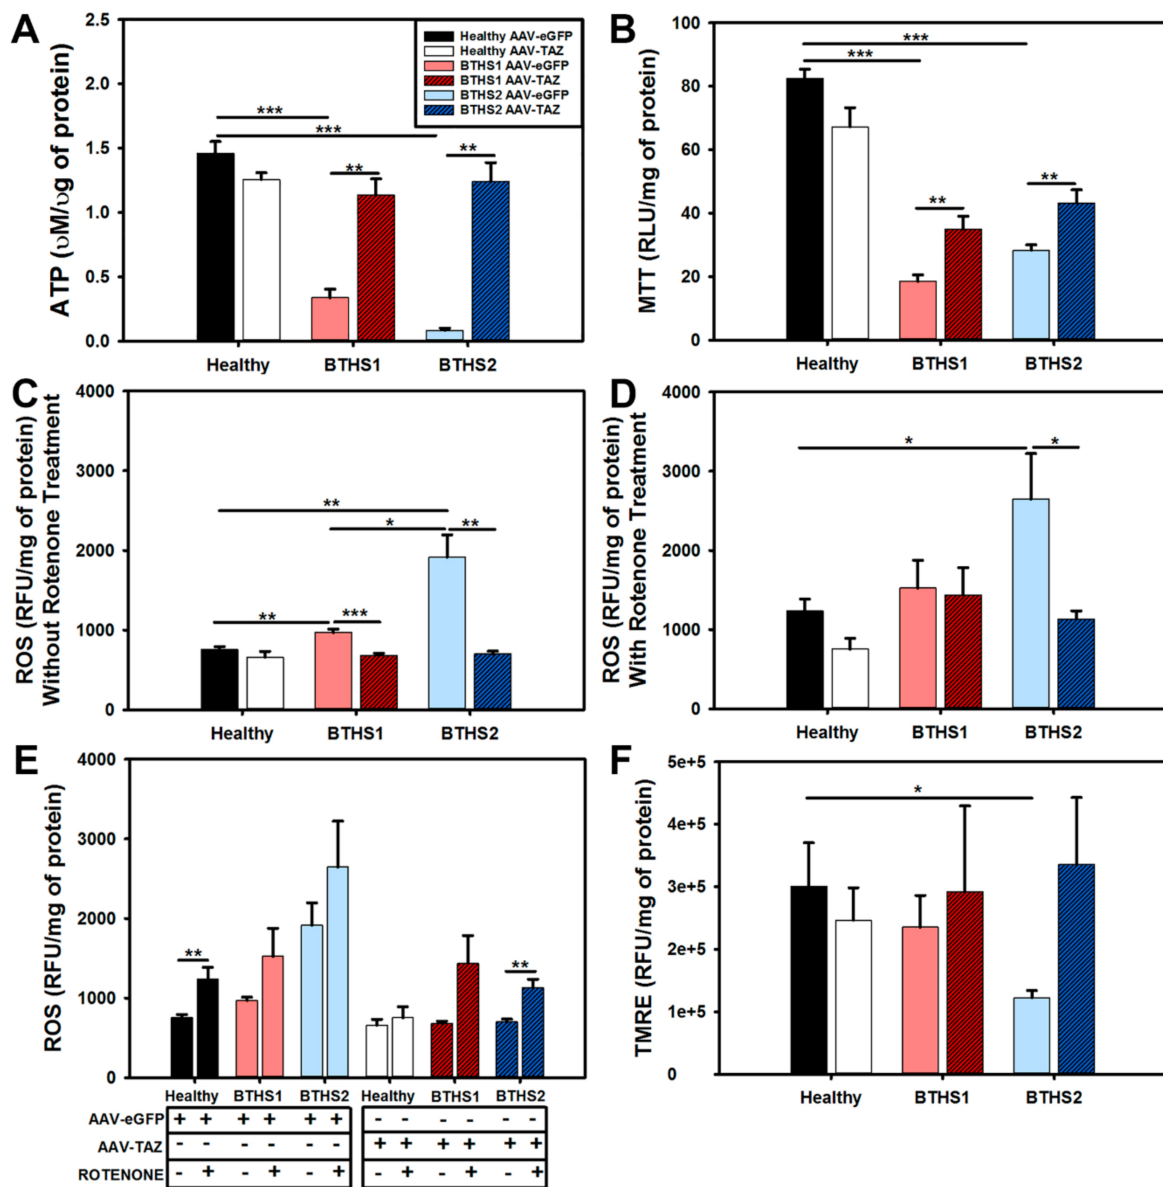 A
ATP (υM/υg of protein)
2.5
2.0
1.5
1.0
0.5
0.0
Healthy AAV-eGFP
Healthy AAV-TAZ
BTHS1 AAV-eGFP
BTHS1 AAV-TAZ
BTHS2 AAV-eGFP
BTHS2 AAV-TAZ
***
***
**
**
Healthy BTHS1 BTHS2
B
MTT (RLU/mg of protein)
100
80
60
40
20
0
***
***
**
**
Healthy BTHS1 BTHS2
C
ROS (RFU/mg of protein)
Without Rotenone Treatment
4000
3000
2000
1000
0
**
*
**
**
***
Healthy BTHS1 BTHS2
D
ROS (RFU/mg of protein)
With Rotenone Treatment
4000
3000
2000
1000
0
*
*
Healthy BTHS1 BTHS2
E
ROS (RFU/mg of protein)
4000
3000
2000
1000
0
**
**
Healthy BTHS1 BTHS2 Healthy BTHS1 BTHS2
AAV-eGFP + + + + + + - - - - - -
AAV-TAZ - - - - - - + + + + + +
ROTENONE - + - + - + - + - + - +
F
TMRE (RFU/mg of protein)
5e+5
4e+5
3e+5
2e+5
1e+5
0
*
Healthy BTHS1 BTHS2